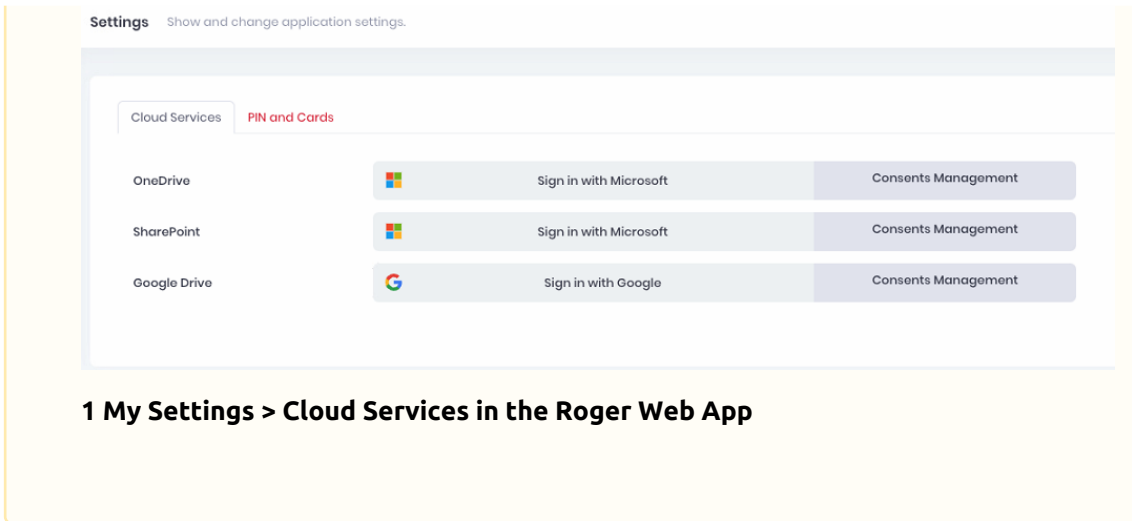 Settings Show and change application settings.
Cloud Services PIN and Cards
OneDrive Sign in with Microsoft Consents Management
SharePoint Sign in with Microsoft Consents Management
Google Drive Sign in with Google Consents Management
1 My Settings > Cloud Services in the Roger Web App